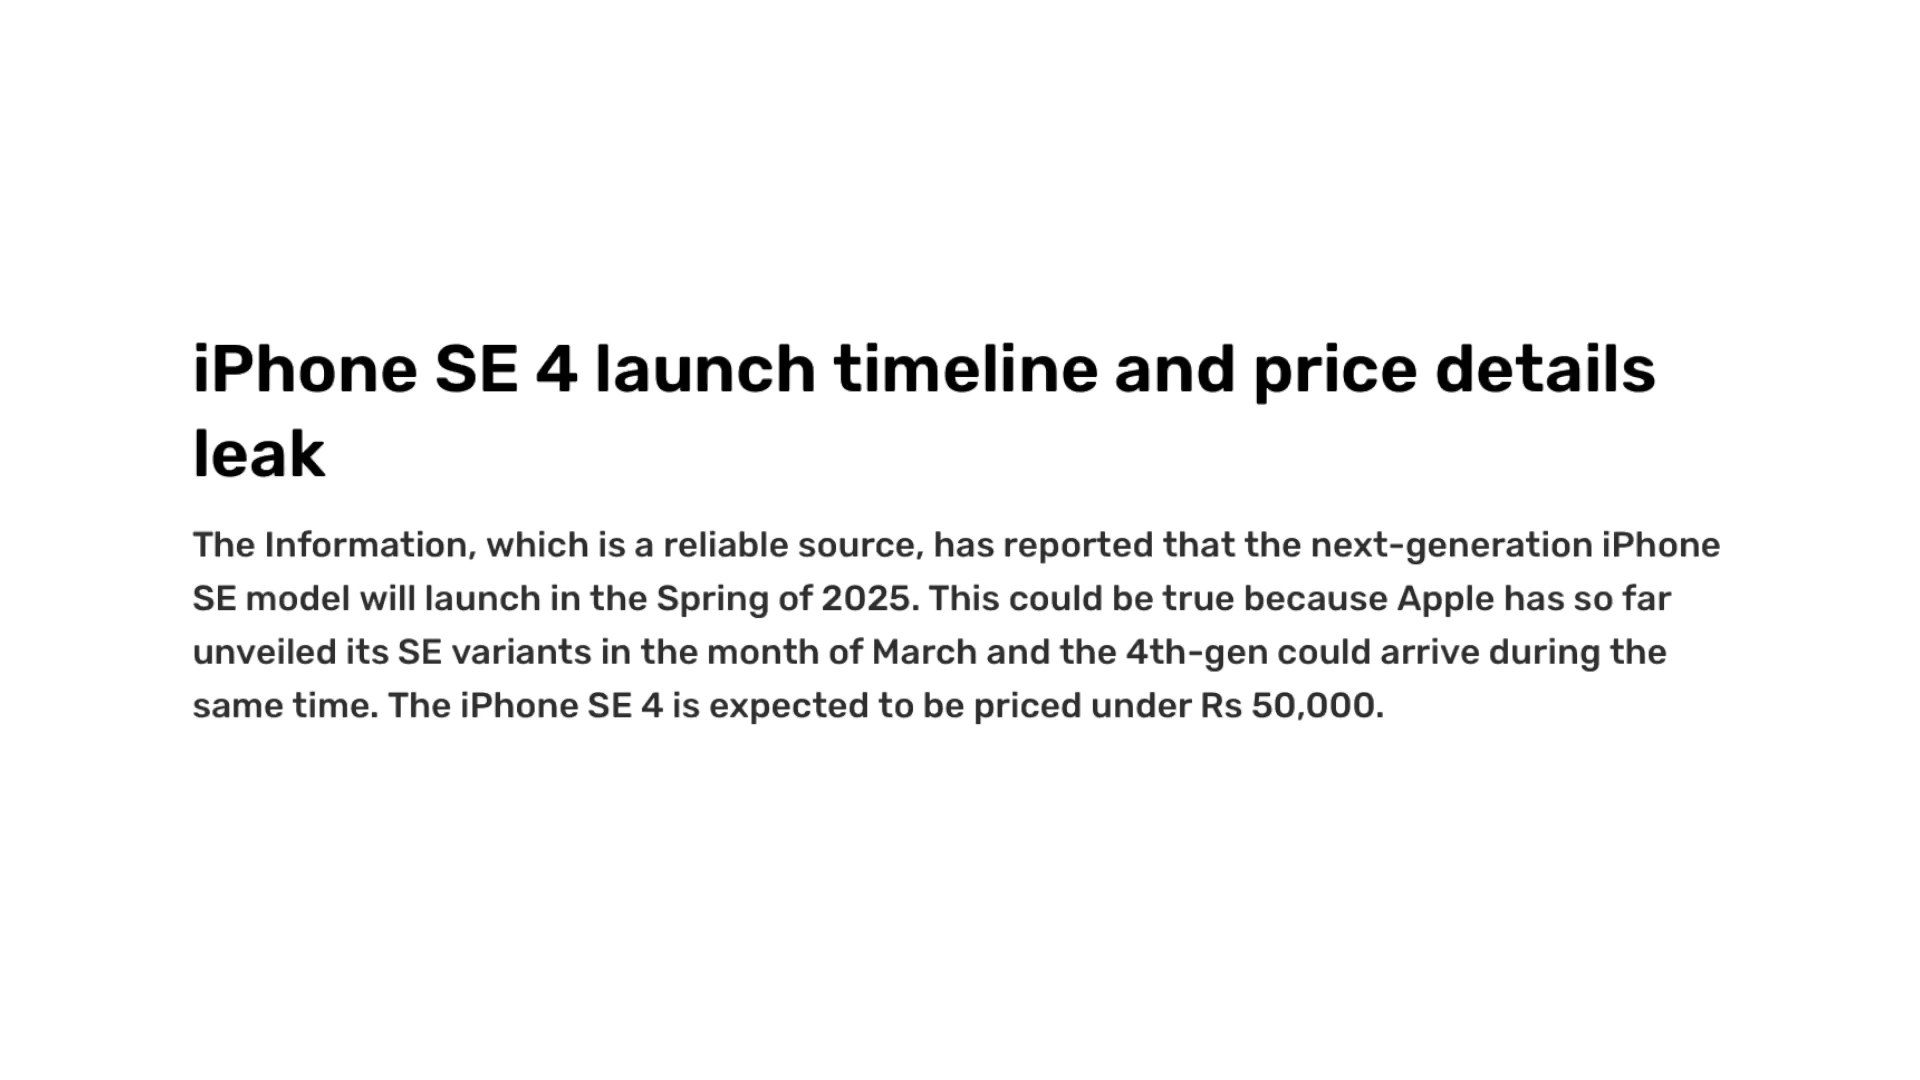 iPhone SE 4 launch timeline and price details
leak
The Information, which is a reliable source, has reported that the next-generation iPhone
SE model will launch in the Spring of 2025. This could be true because Apple has so far
unveiled its SE variants in the month of March and the 4th-gen could arrive during the
same time. The iPhone SE 4 is expected to be priced under Rs 50,000.